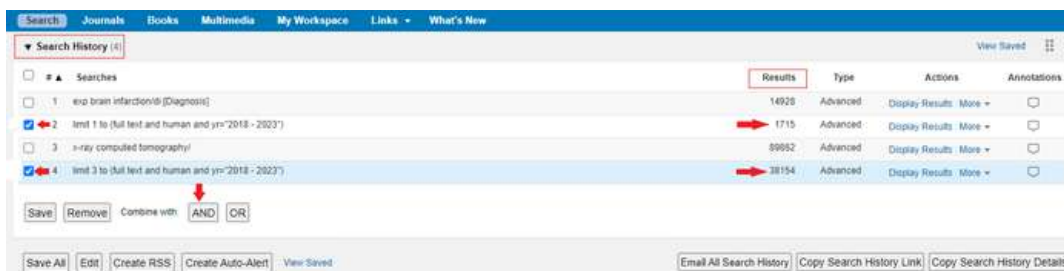 Search Journals Books Multimedia My Workspace Links What's New
Search History (4) View Saved
# ▲ Searches Results Type Actions Annotations
1 exp brain infarction/di [Diagnosis] 14928 Advanced Display Results More
2 limit 1 to (full text and human and yr="2018 - 2023") 1715 Advanced Display Results More
3 x-ray computed tomography/ Advanced Display Results More
4 limit 3 to (full text and human and yr="2018 - 2023") 38154 Advanced Display Results More
Save Remove Combine with AND OR
Save All Edit Create RSS Create Auto-Alert View Saved Email All Search History Copy Search History Link Copy Search History Details